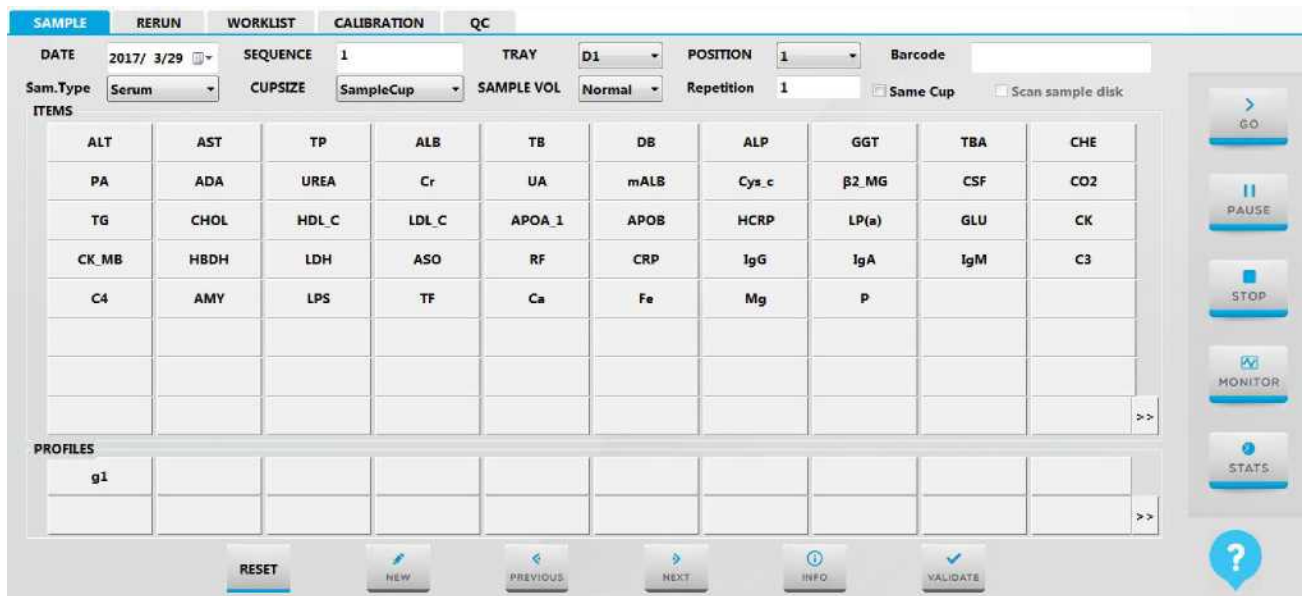 SAMPLE RERUN WORKLIST CALIBRATION QC
DATE 2017/ 3/29 SEQUENCE 1 TRAY D1 POSITION 1 Barcode
Sam.Type Serum CUPSIZE SampleCup SAMPLE VOL Normal Repetition 1 Same Cup Scan sample disk
ITEMS
ALT AST TP ALB TB DB ALP GGT TBA CHE
PA ADA UREA Cr UA mALB Cys_c β2_MG CSF CO2
TG CHOL HDL_C LDL_C APOA_1 APOB HCRP LP(a) GLU CK
CK_MB HBDH LDH ASO RF CRP IgG IgA IgM C3
C4 AMY LPS TF Ca Fe Mg P
>>
PROFILES
g1
>>
RESET NEW PREVIOUS NEXT INFO VALIDATE
GO
PAUSE
STOP
MONITOR
STATS
?